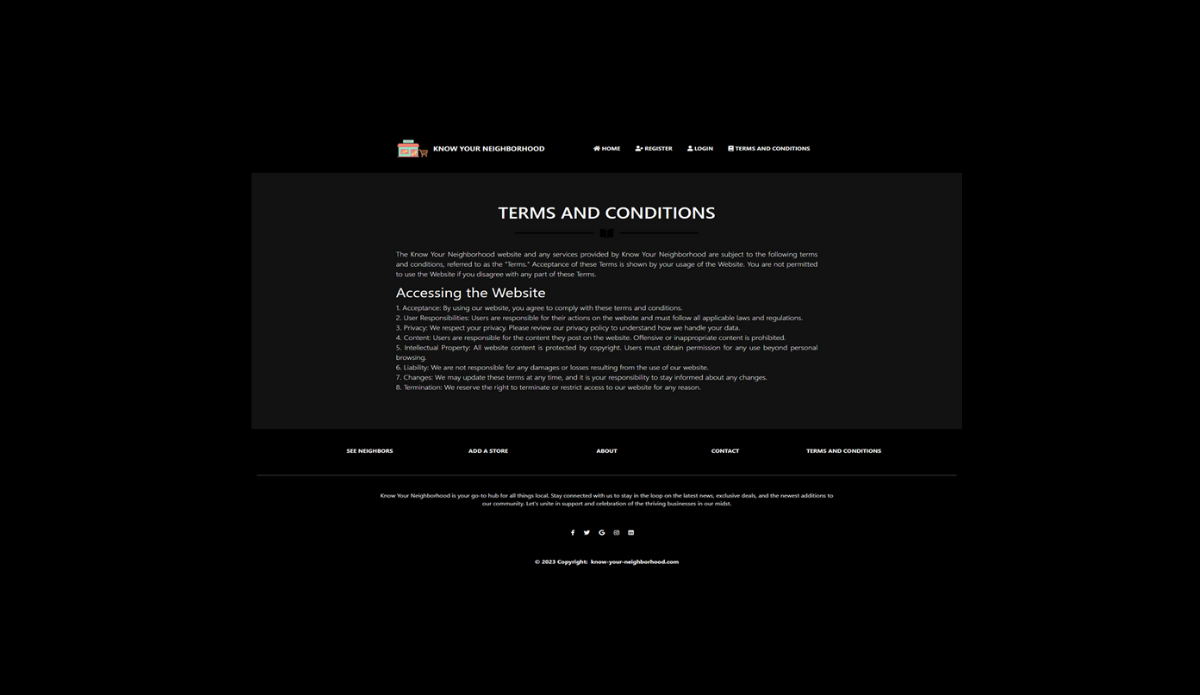 KNOW YOUR NEIGHBORHOOD
HOME REGISTER LOGIN TERMS AND CONDITIONS
TERMS AND CONDITIONS
The Know Your Neighborhood website and any services provided by Know Your Neighborhood are subject to the following terms
and conditions, referred to as the "Terms." Acceptance of these Terms is shown by your usage of the Website. You are not permitted
to use the Website if you disagree with any part of these Terms.
Accessing the Website
1. Acceptance: By using our website, you agree to comply with these terms and conditions.
2. User Responsibilities: Users are responsible for their actions on the website and must follow all applicable laws and regulations.
3. Privacy: We respect your privacy. Please review our privacy policy to understand how we handle your data.
4. Content: Users are responsible for the content they post on the website. Offensive or inappropriate content is prohibited.
5. Intellectual Property: All website content is protected by copyright. Users must obtain permission for any use beyond personal
browsing.
6. Liability: We are not responsible for any damages or losses resulting from the use of our website.
7. Changes: We may update these terms at any time, and it is your responsibility to stay informed about any changes.
8. Termination: We reserve the right to terminate or restrict access to our website for any reason.
SEE NEIGHBORS ADD A STORE ABOUT CONTACT TERMS AND CONDITIONS
Know Your Neighborhood is your go-to hub for all things local. Stay connected with us to stay in the loop on the latest news, exclusive deals, and the newest additions to
our community. Let's unite in support and celebration of the thriving businesses in our midst.
© 2023 Copyright: know-your-neighborhood.com